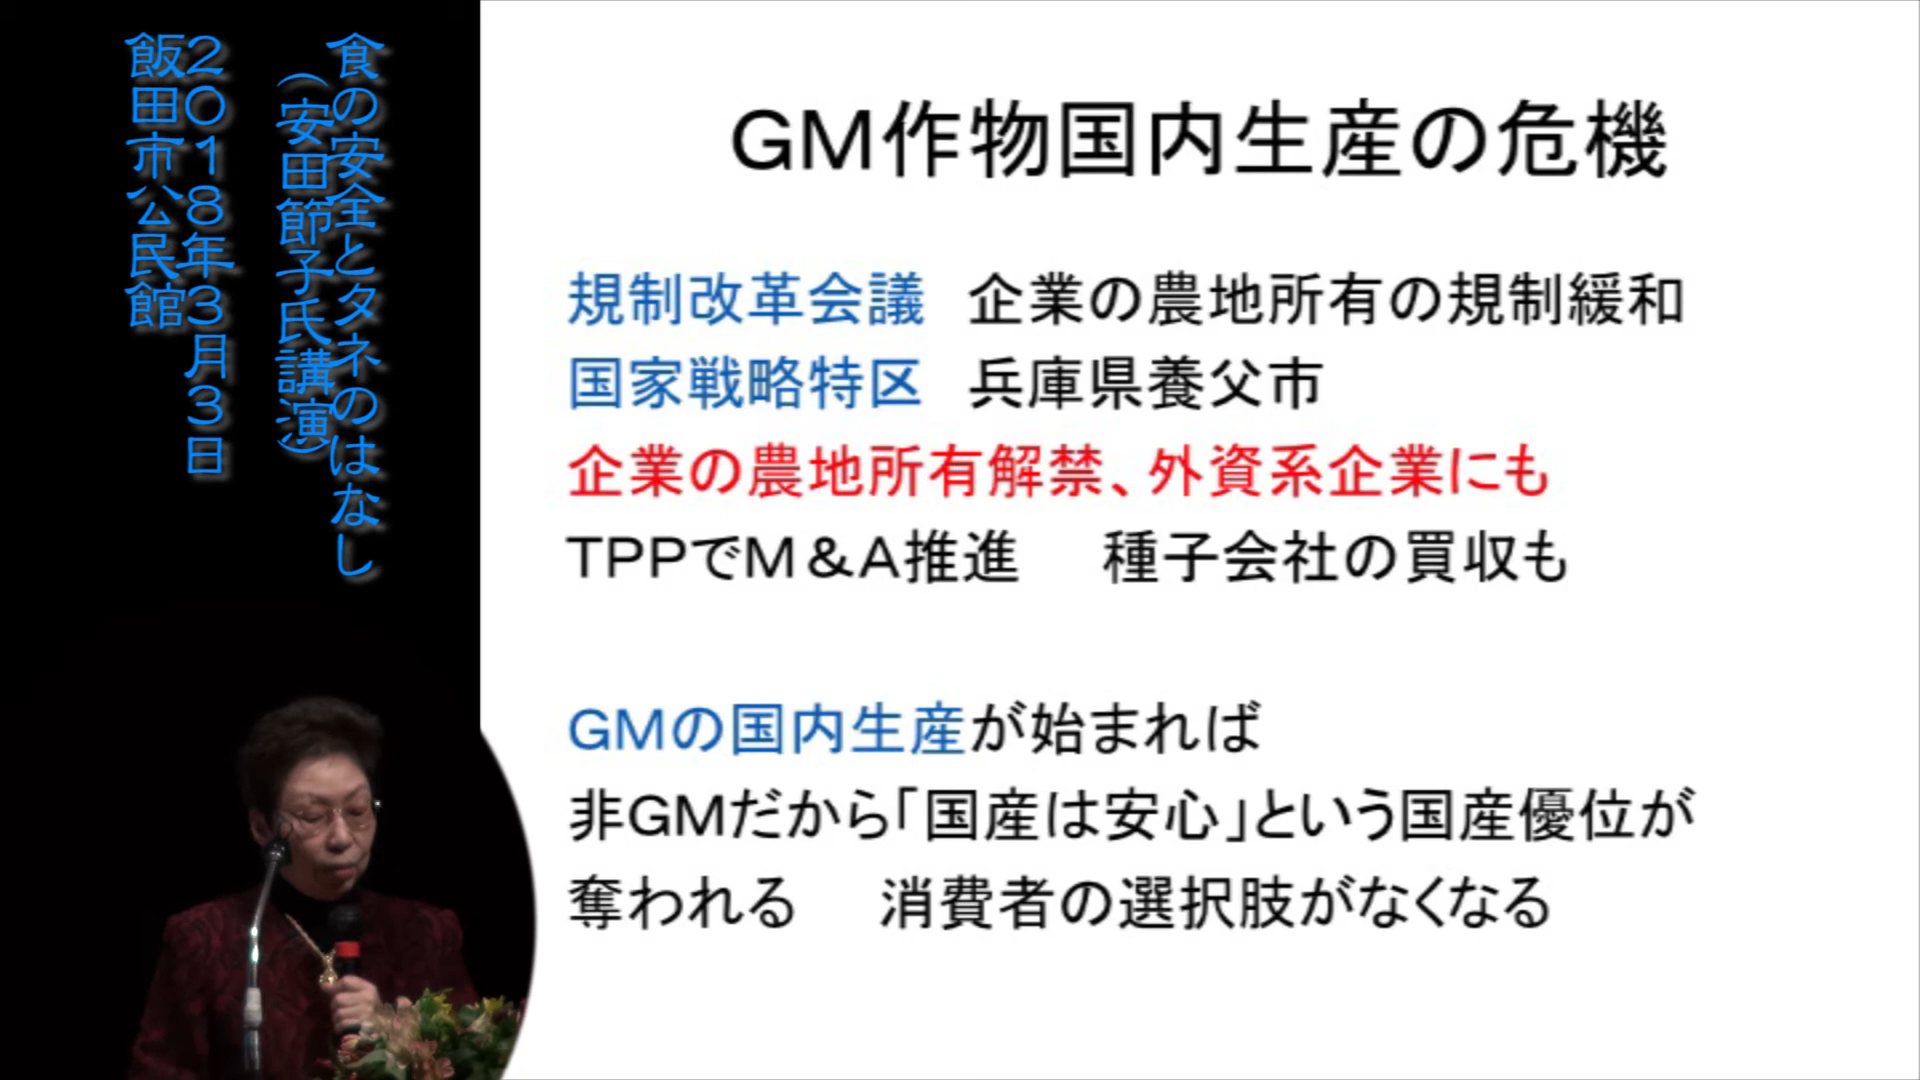 食の安全とタネのはなし
（安田節子氏講演）
２０１８年３月３日
飯田市公民館
GM作物国内生産の危機
規制改革会議　企業の農地所有の規制緩和
国家戦略特区　兵庫県養父市
企業の農地所有解禁、外資系企業にも
TPPでM＆A推進　種子会社の買収も
GMの国内生産が始まれば
非GMだから「国産は安心」という国産優位が
奪われる　消費者の選択肢がなくなる